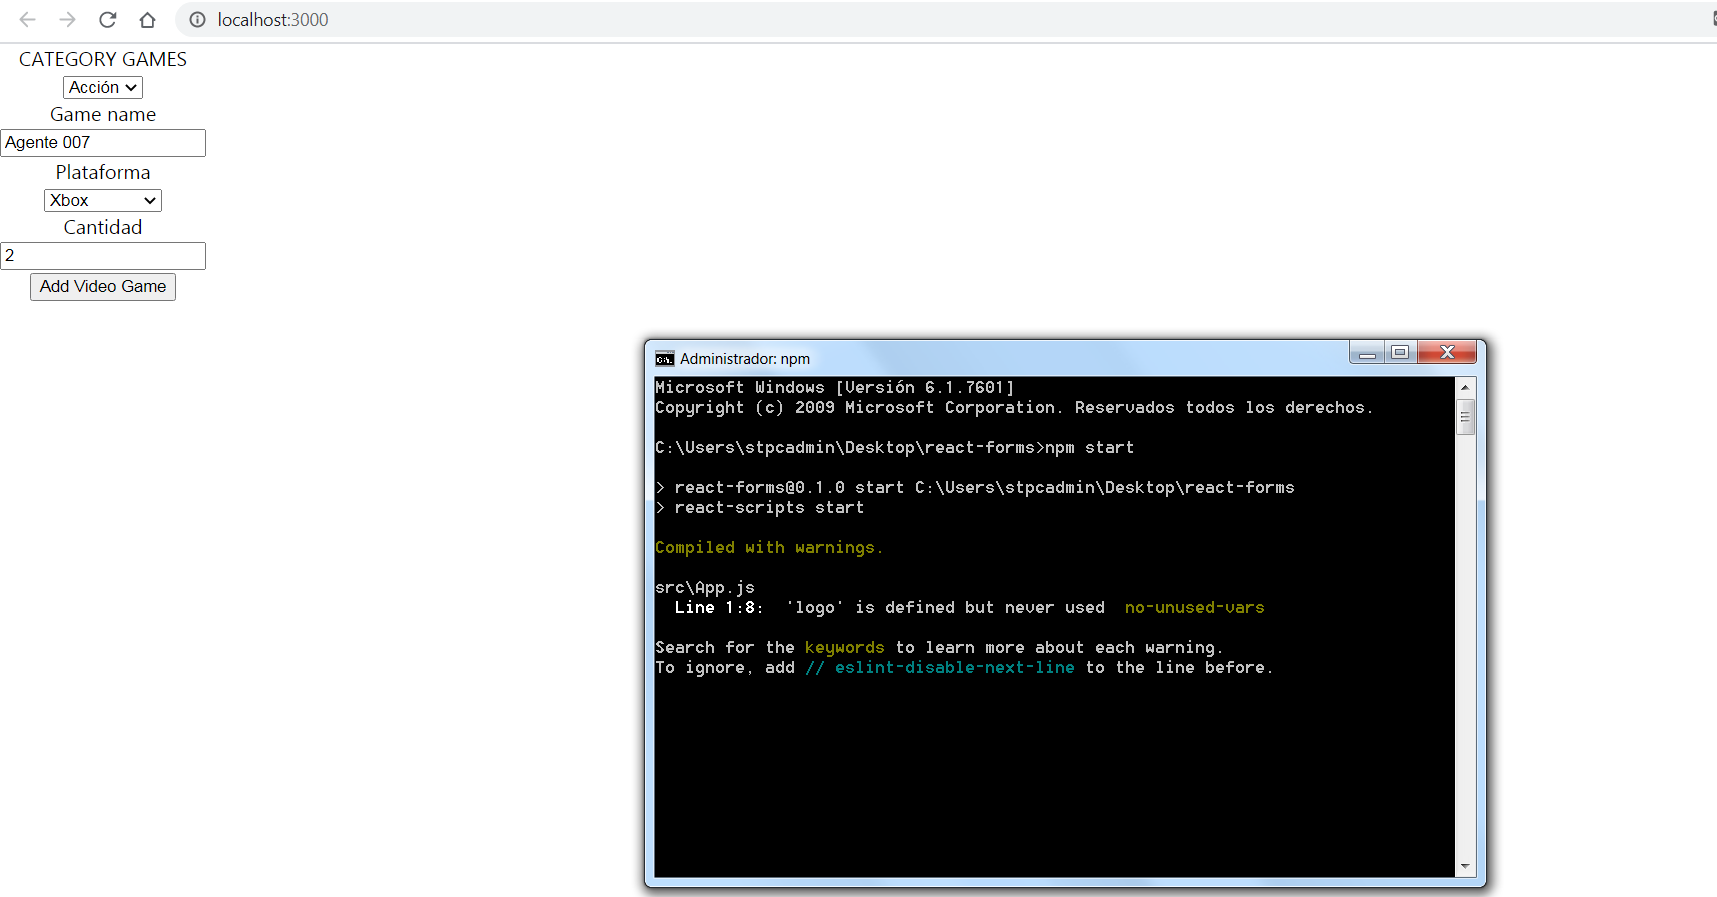 localhost:3000
CATEGORY GAMES
Acción
Game name
Agente 007
Plataforma
Xbox
Cantidad
2
Add Video Game
Administrador: npm
Microsoft Windows [Versión 6.1.7601]
Copyright (c) 2009 Microsoft Corporation. Reservados todos los derechos.
C:\Users\stpcadmin\Desktop\react-forms>npm start
> react-forms@0.1.0 start C:\Users\stpcadmin\Desktop\react-forms
> react-scripts start
Compiled with warnings.
src\App.js
Line 1:8:  'logo' is defined but never used  no-unused-vars
Search for the keywords to learn more about each warning.
To ignore, add // eslint-disable-next-line to the line before.